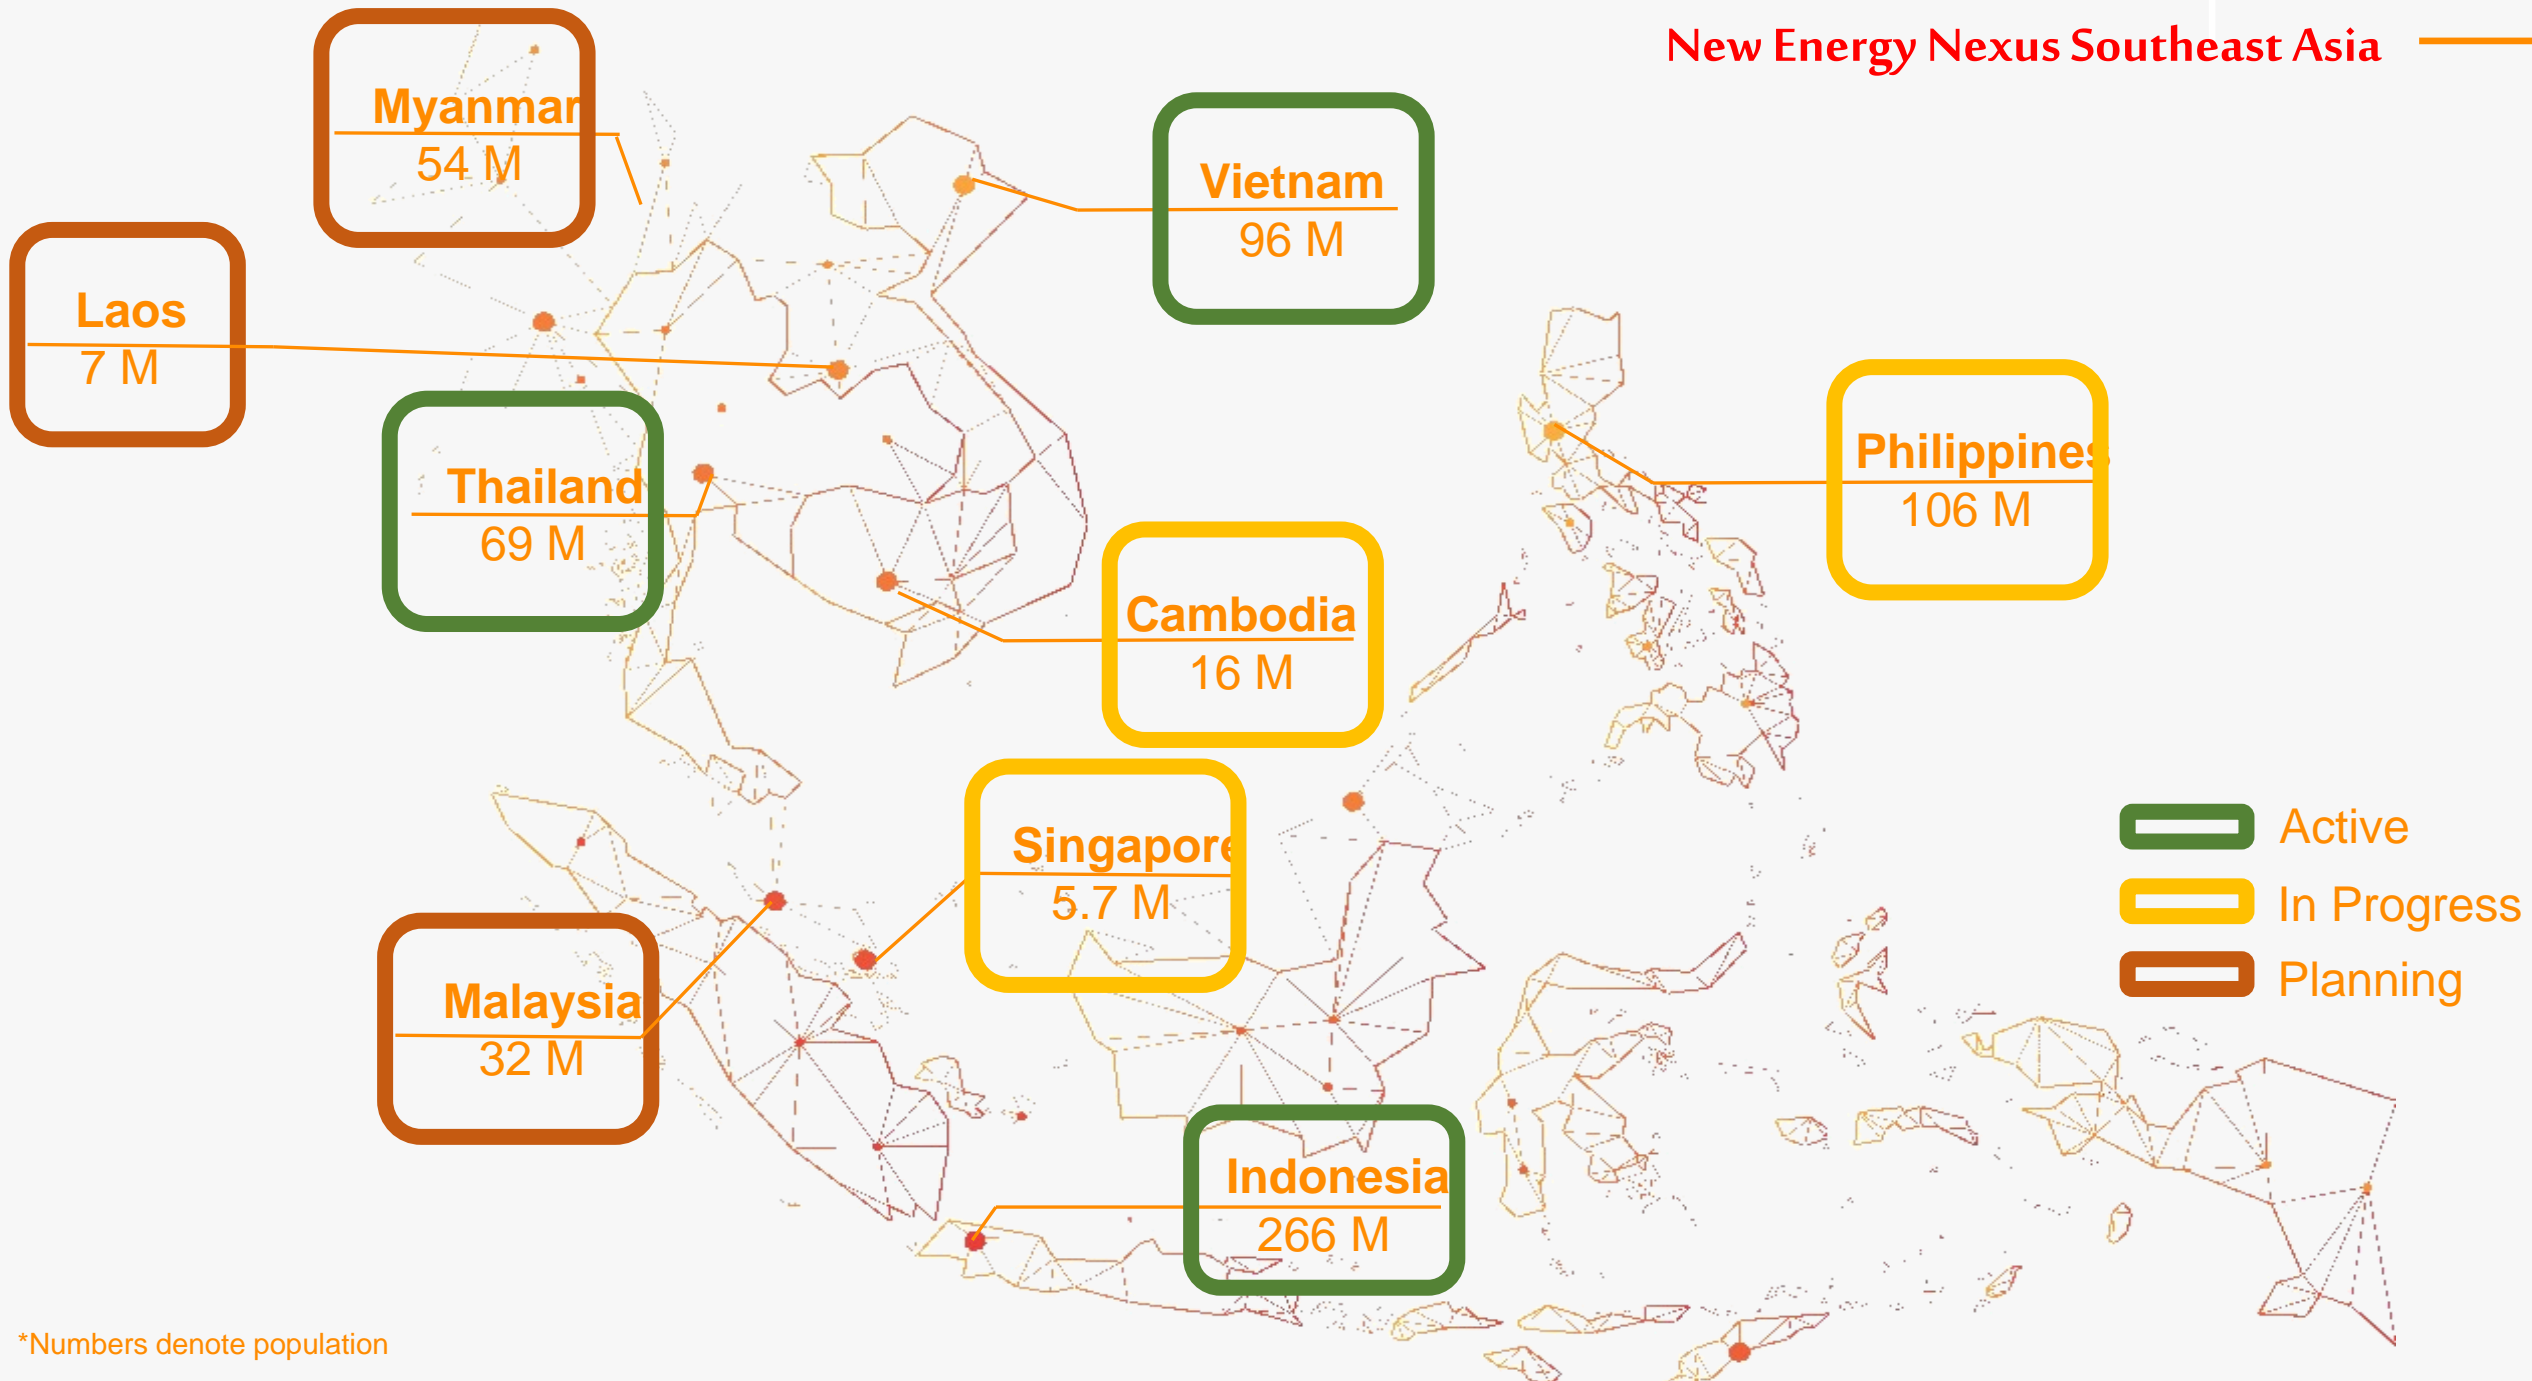 New Energy Nexus Southeast Asia
Myanmar
54 M
Vietnam
96 M
Laos
7 M
Thailand
69 M
Philippines
106 M
Cambodia
16 M
Singapore
5.7 M
Malaysia
32 M
Indonesia
266 M
Active
In Progress
Planning
*Numbers denote population